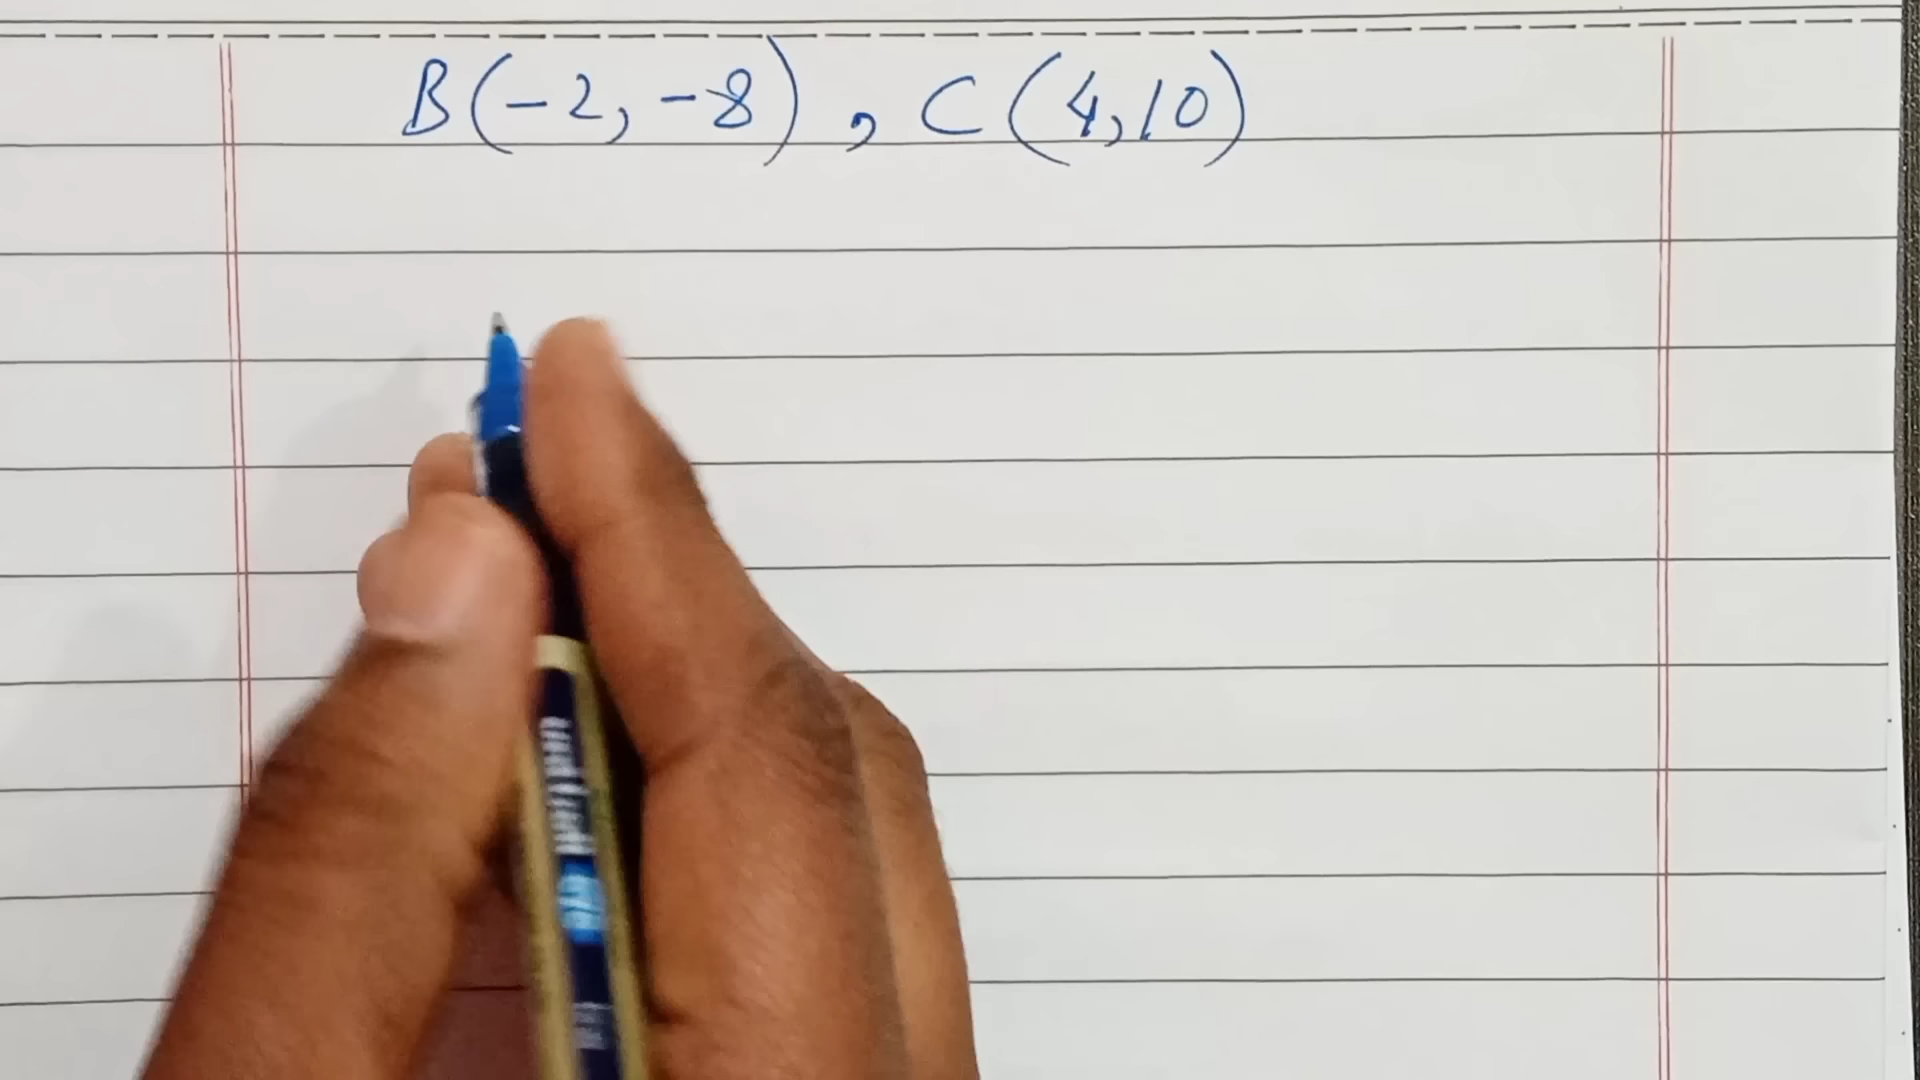 B(-2, -8) , C(4,10)